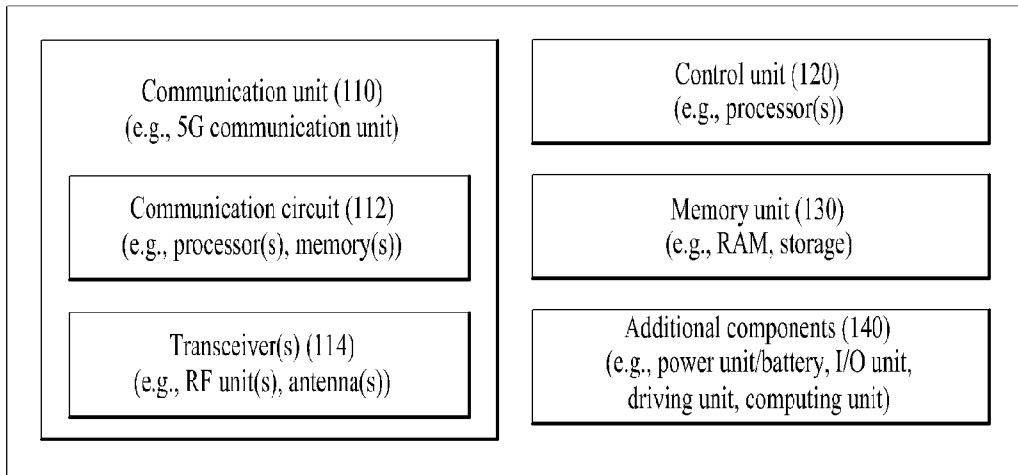 Communication unit (110)
(e.g., 5G communication unit)
Communication circuit (112)
(e.g., processor(s), memory(s))
Transceiver(s) (114)
(e.g., RF unit(s), antenna(s))
Control unit (120)
(e.g., processor(s))
Memory unit (130)
(e.g., RAM, storage)
Additional components (140)
(e.g., power unit/battery, I/O unit,
driving unit, computing unit)